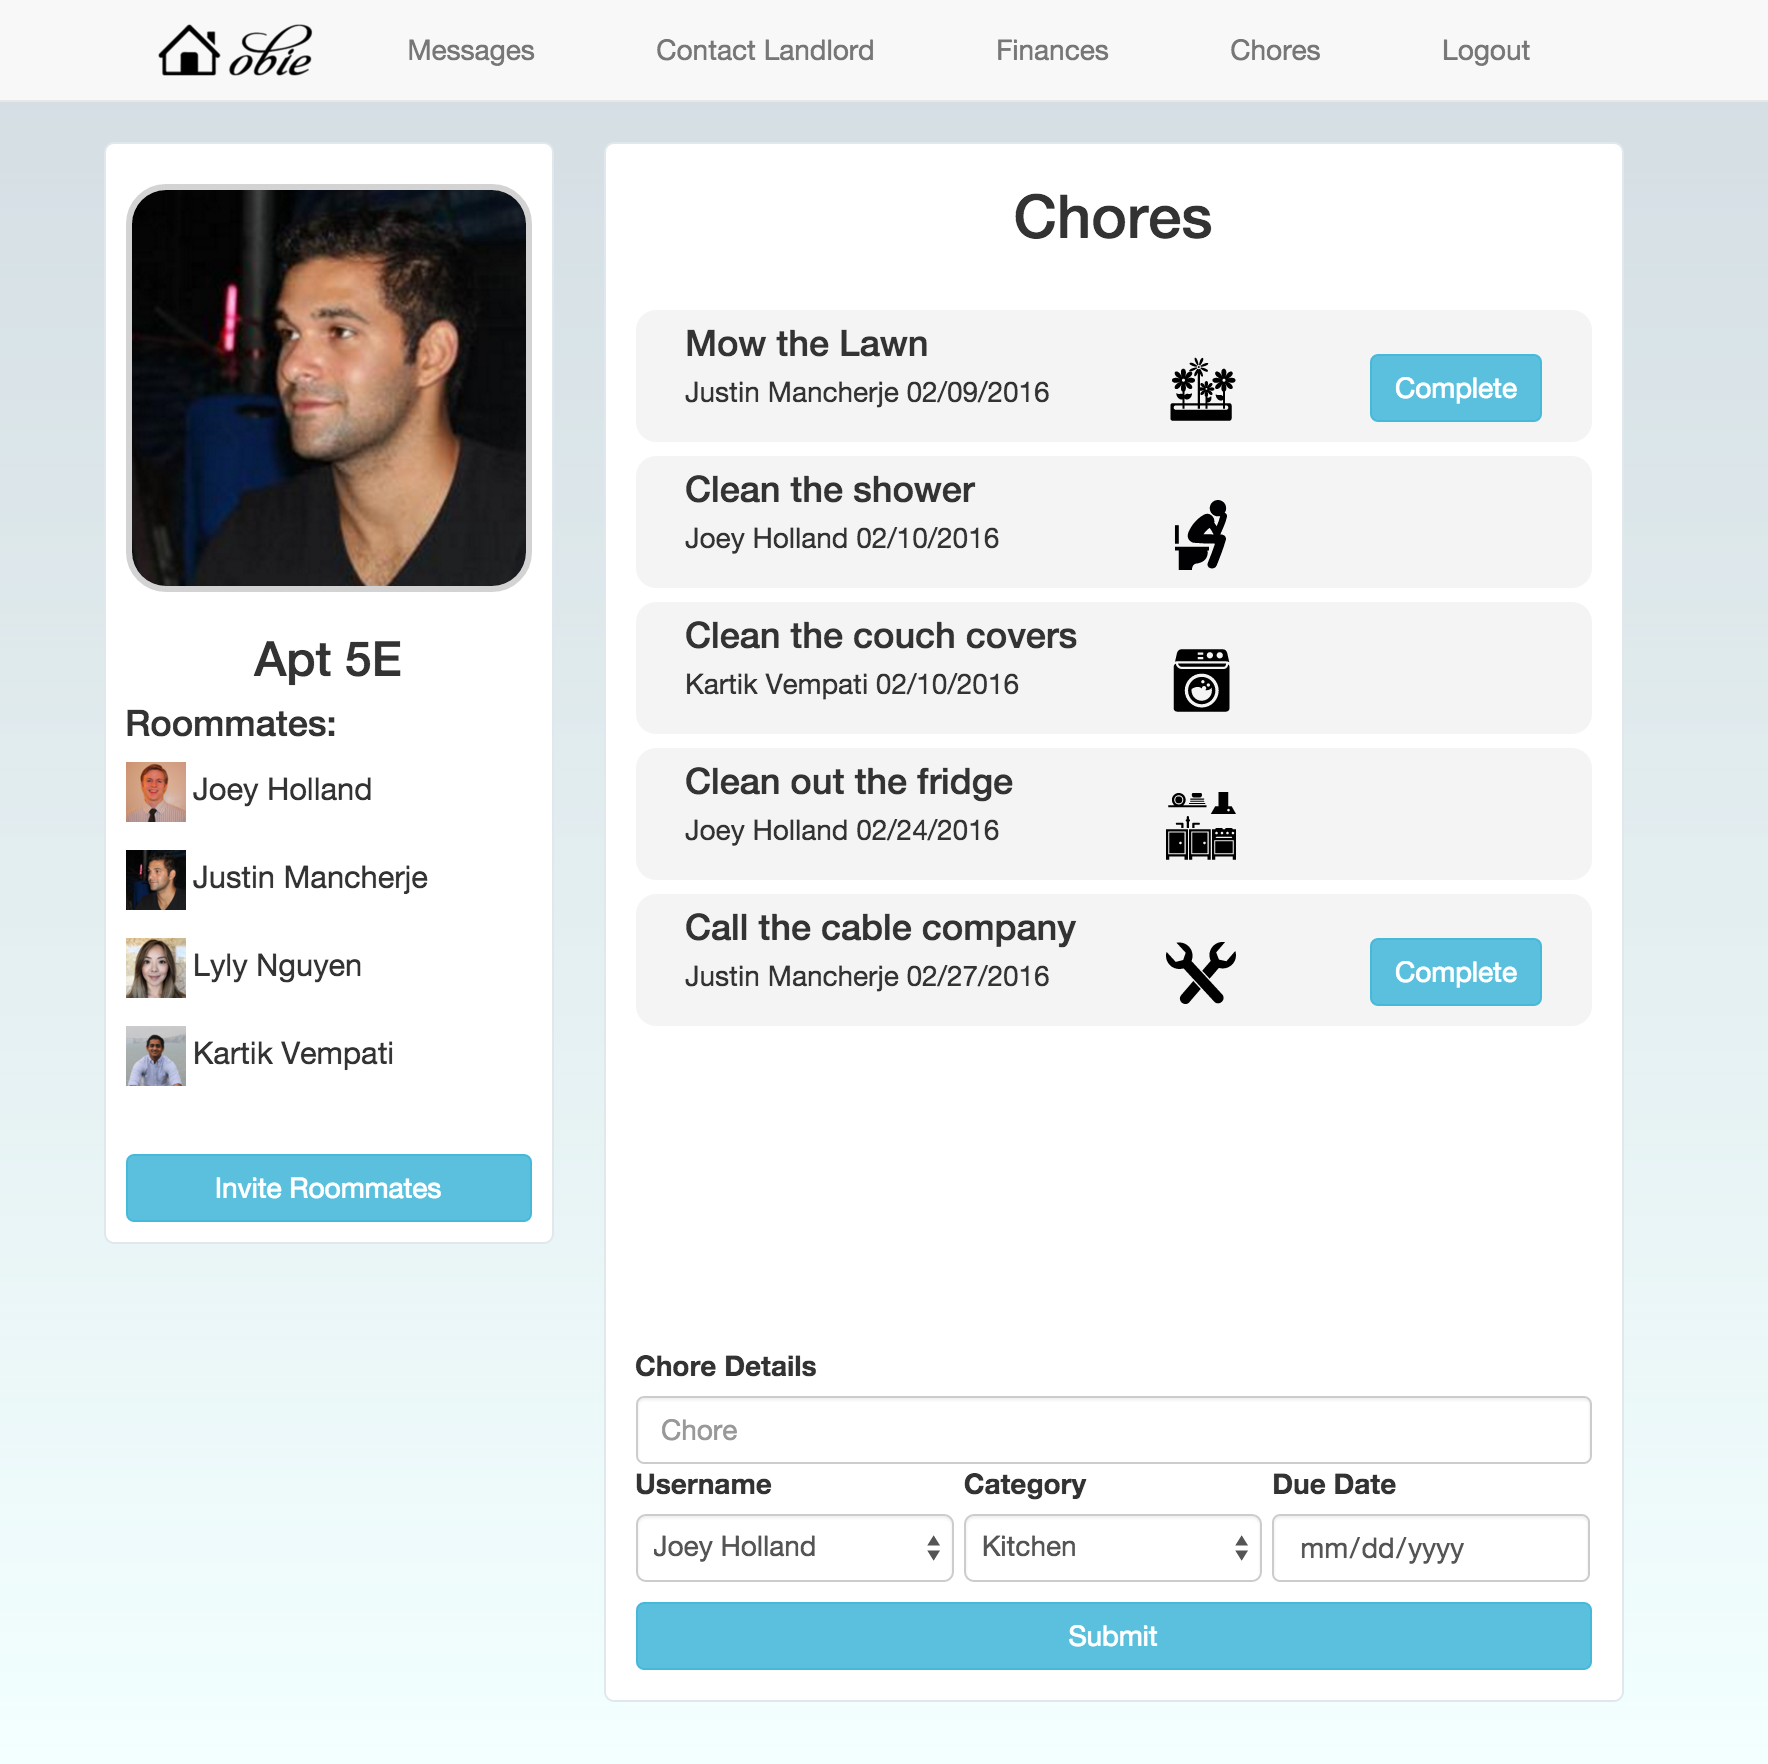 obie Messages Contact Landlord Finances Chores Logout
Apt 5E
Roommates:
Joey Holland
Justin Mancherje
Lyly Nguyen
Kartik Vempati
Invite Roommates
Chores
Mow the Lawn
Justin Mancherje 02/09/2016
Complete
Clean the shower
Joey Holland 02/10/2016
Clean the couch covers
Kartik Vempati 02/10/2016
Clean out the fridge
Joey Holland 02/24/2016
Call the cable company
Justin Mancherje 02/27/2016
Complete
Chore Details
Chore
Username Category Due Date
Joey Holland Kitchen mm/dd/yyyy
Submit